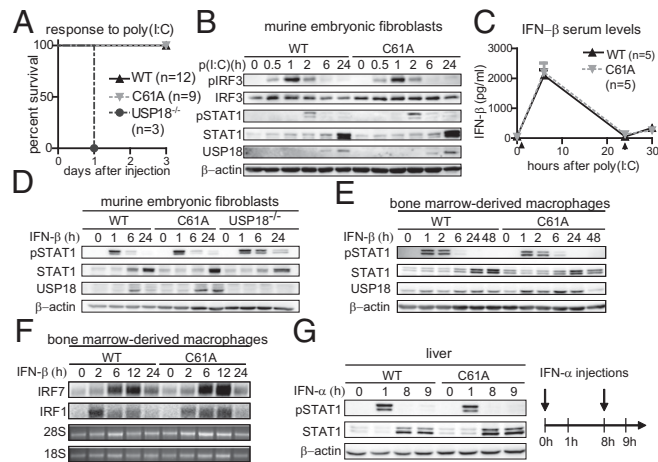 A
response to poly(I:C)
percent survival
100
50
0
0 1 2 3
days after injection
WT (n=12)
C61A (n=9)
USP18-/-
(n=3)
B
murine embryonic fibroblasts
WT C61A
p(I:C)(h) 0 0.5 1 2 6 24 0 0.5 1 2 6 24
pIRF3
IRF3
pSTAT1
STAT1
USP18
β–actin
C
IFN–β serum levels
IFN-β (pg/ml)
3000
2000
1000
0
0 10 20 30
hours after poly(I:C)
WT (n=5)
C61A
(n=5)
D
murine embryonic fibroblasts
WT C61A USP18-/-
IFN-β (h) 0 1 6 24 0 1 6 24 0 1 6 24
pSTAT1
STAT1
USP18
β–actin
E
bone marrow-derived macrophages
WT C61A
IFN-β (h) 0 1 2 6 24 48 0 1 2 6 24 48
pSTAT1
STAT1
USP18
β–actin
F
bone marrow-derived macrophages
WT C61A
IFN-β (h) 0 2 6 12 24 0 2 6 12 24
IRF7
IRF1
28S
18S
G
liver
WT C61A
IFN-α (h) 0 1 8 9 0 1 8 9
pSTAT1
STAT1
β–actin
IFN-α injections
0h 1h 8h 9h